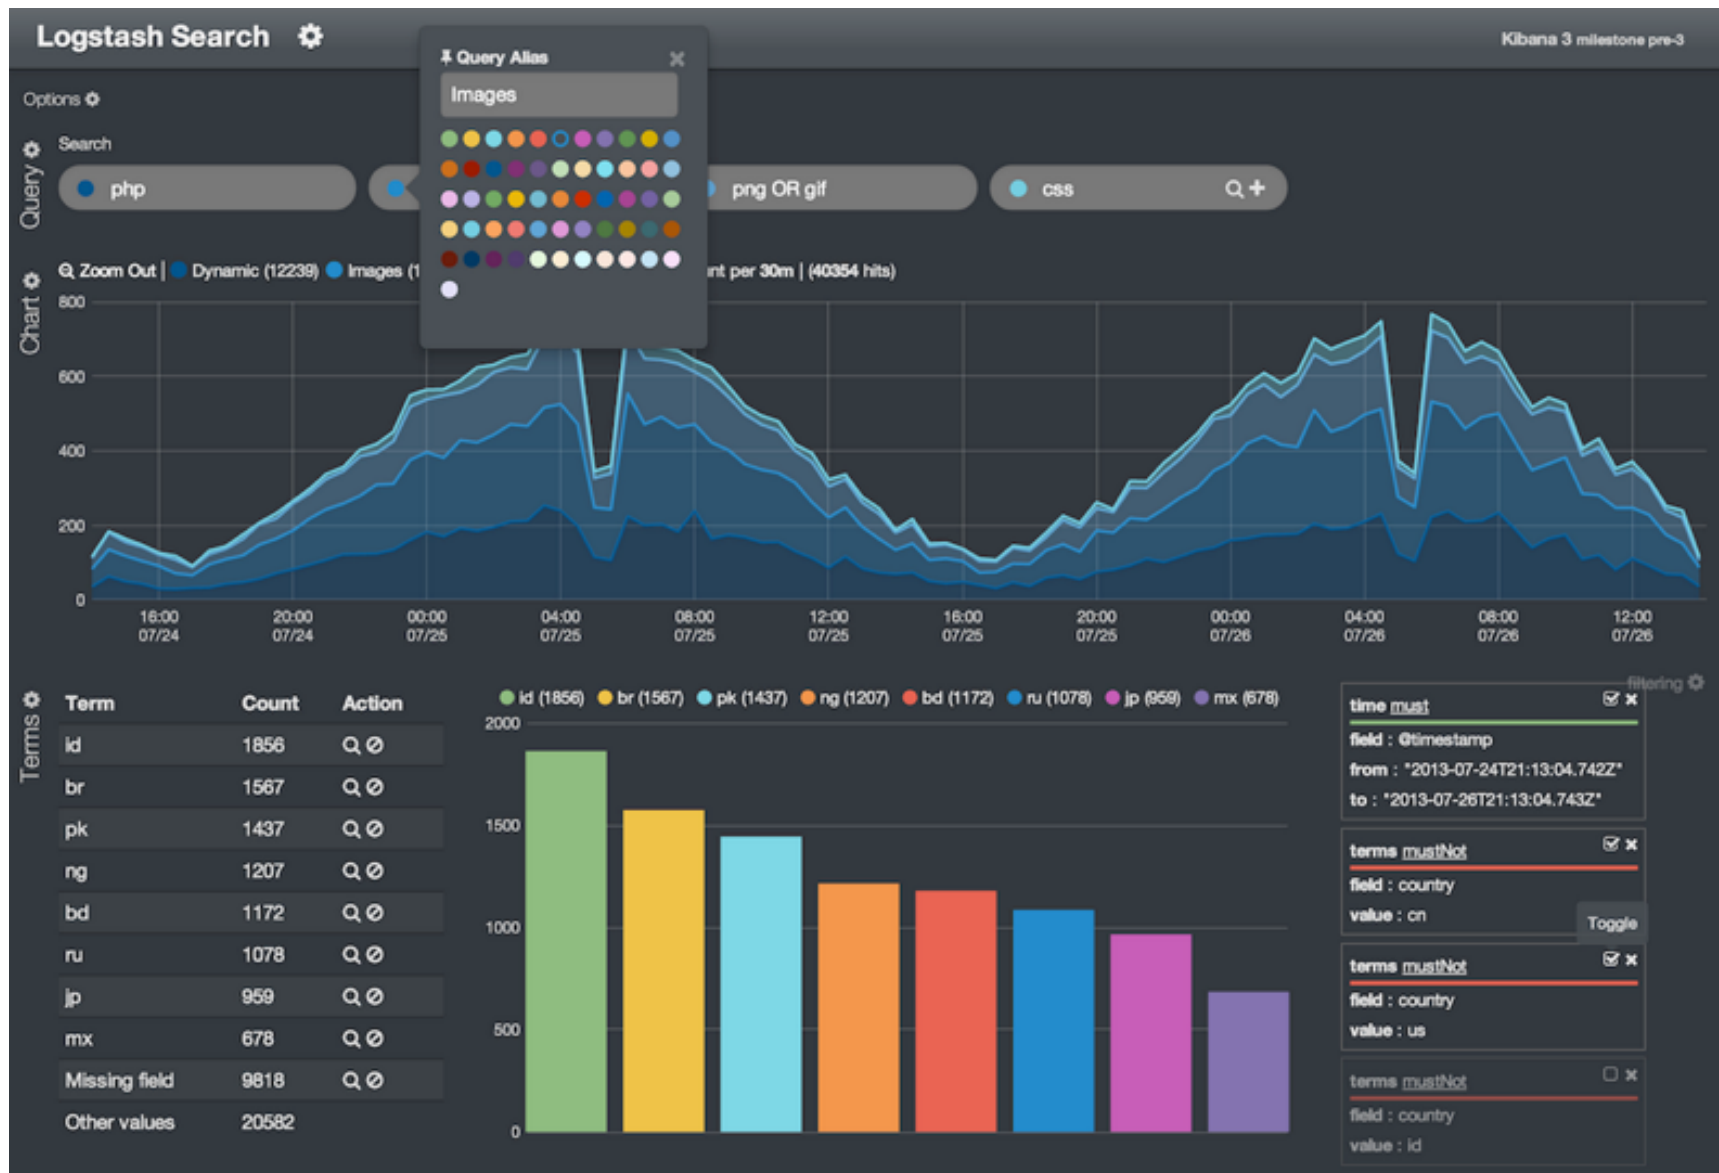 Logstash Search
Kibana 3 milestone pre-3
Query Alias
Images
Options
Query
Search
php
png OR gif
css
Chart
Zoom Out | Dynamic (12239) Images (1
per 30m | (40354 hits)
800
600
400
200
0
16:00 20:00 00:00 04:00 08:00 12:00 16:00 20:00 00:00 04:00 08:00 12:00
07/24 07/24 07/25 07/25 07/25 07/25 07/25 07/25 07/26 07/26 07/26 07/26
Terms
Term Count Action
id 1856
br 1567
pk 1437
ng 1207
bd 1172
ru 1078
jp 959
mx 678
Missing field 9818
Other values 20582
id (1856) br (1567) pk (1437) ng (1207) bd (1172) ru (1078) jp (959) mx (678)
2000
1500
1000
500
0
filtering
time must
field : @timestamp
from : "2013-07-24T21:13:04.742Z"
to : "2013-07-26T21:13:04.743Z"
terms mustNot
field : country
value : cn
Toggle
terms mustNot
field : country
value : us
terms mustNot
field : country
value : id